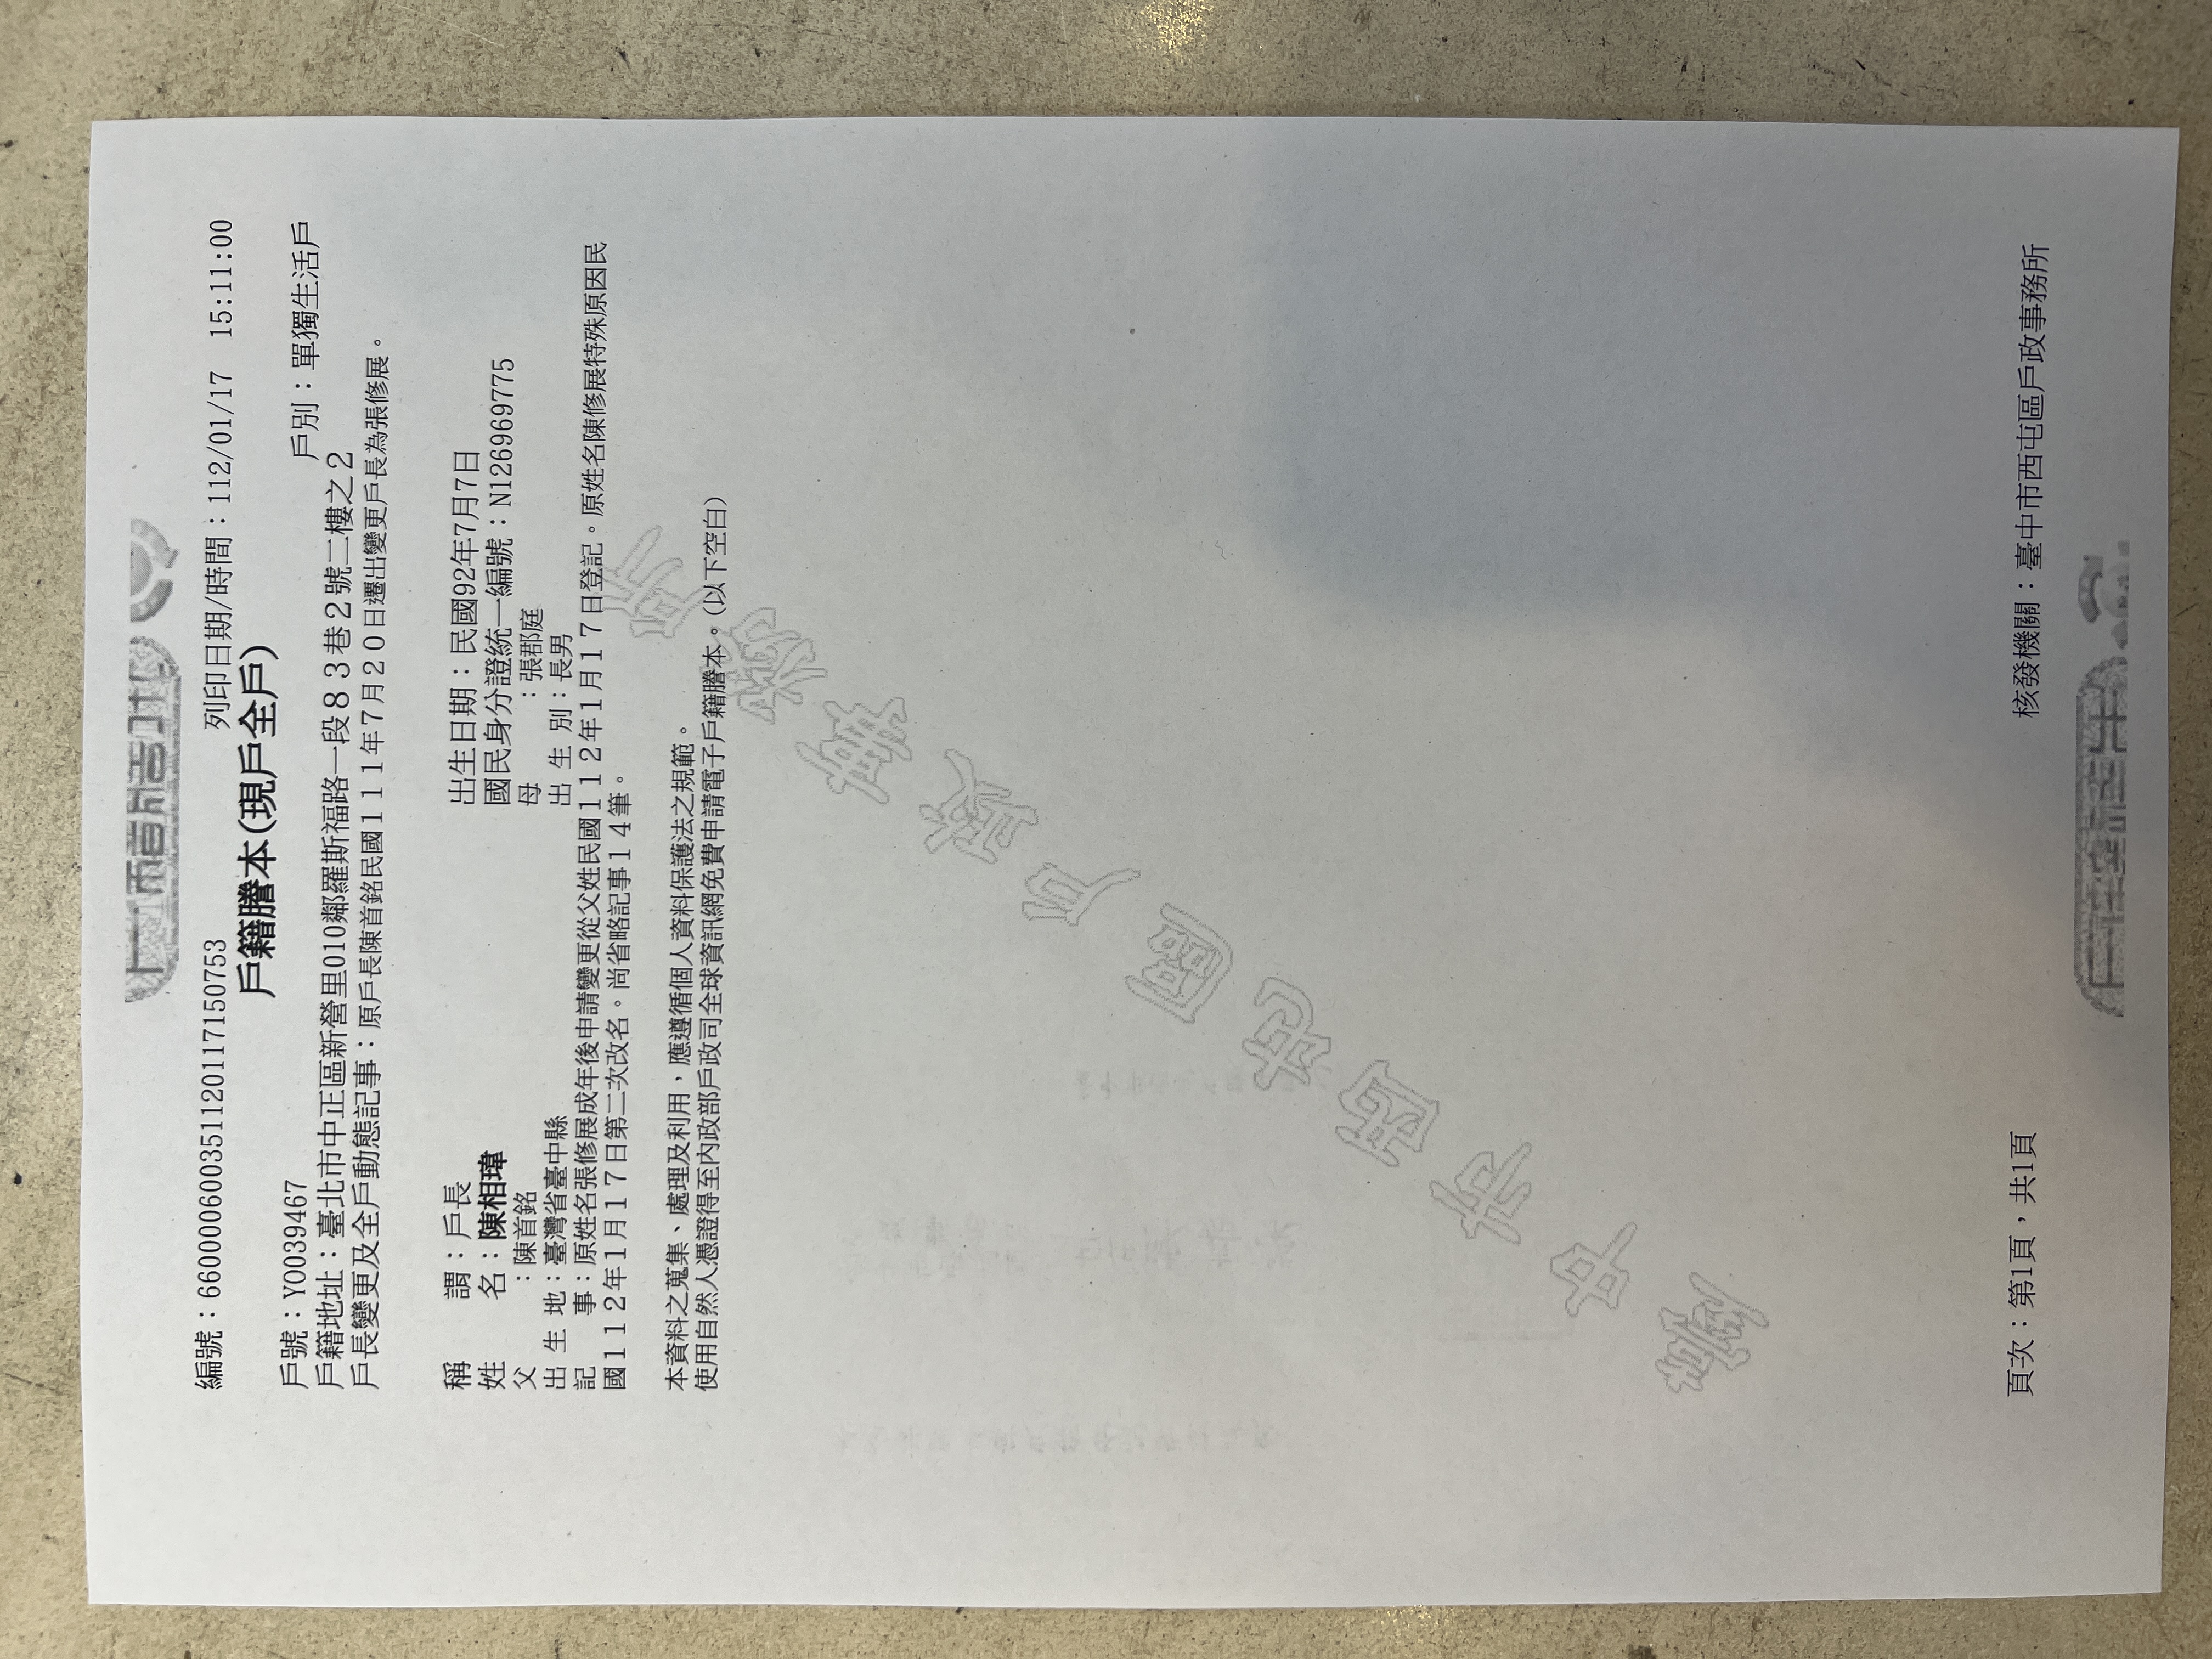 編號：66000060035112011715​0753
列印日期/時間：112/01/17 15:11:00
戶籍謄本(現戶全戶)
戶號：YO039467
戶別：單獨生活戶
戶籍地址：臺北市中正區新營里010鄰羅斯福路一段８３巷２號二樓之２
戶長變更及全戶動態記事：原戶長陳首銘民國１１１年７月２０日遷出變更戶長為張修展。
稱　　謂：戶長
出生日期：民國92年7月7日
姓　　名：陳相瑋
國民身分證統一編號：N126969775
父　　　：陳首銘
母　　　：張郡庭
出 生 地：臺灣省臺中縣
出 生 別：長男
記　　事：原姓名張修展成年後申請變更從父姓民國１１２年１月１７日登記。原姓名陳修展特殊原因民
國１１２年１月１７日第二次改名。尚省略記事１４筆。
本資料之蒐集、處理及利用，應遵循個人資料保護法之規範。
使用自然人憑證得至內政部戶政司全球資訊網免費申請電子戶籍謄本。(以下空白)
臺中市西屯區戶政事務所
頁次：第1頁，共1頁
核發機關：臺中市西屯區戶政事務所